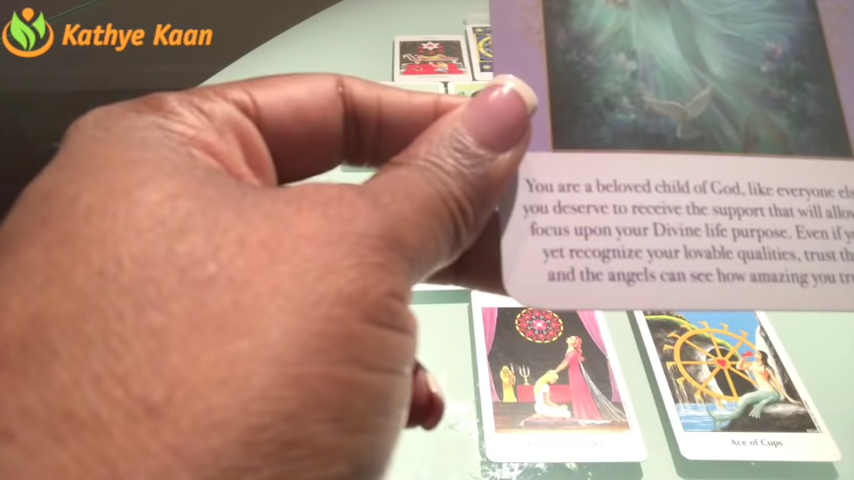 Kathye Kaan
You are a beloved child of God, like everyone els
you deserve to receive the support that will allow
focus upon your Divine life purpose. Even if y
yet recognize your lovable qualities, trust th
and the angels can see how amazing you tr
Ace of Cups